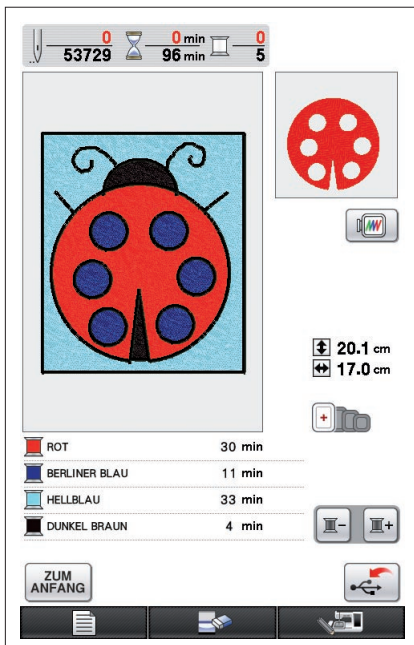 0 0 min 0
53729 96 min 5
20.1 cm
17.0 cm
ROT 30 min
BERLINER BLAU 11 min
HELLBLAU 33 min
DUNKEL BRAUN 4 min
ZUM
ANFANG